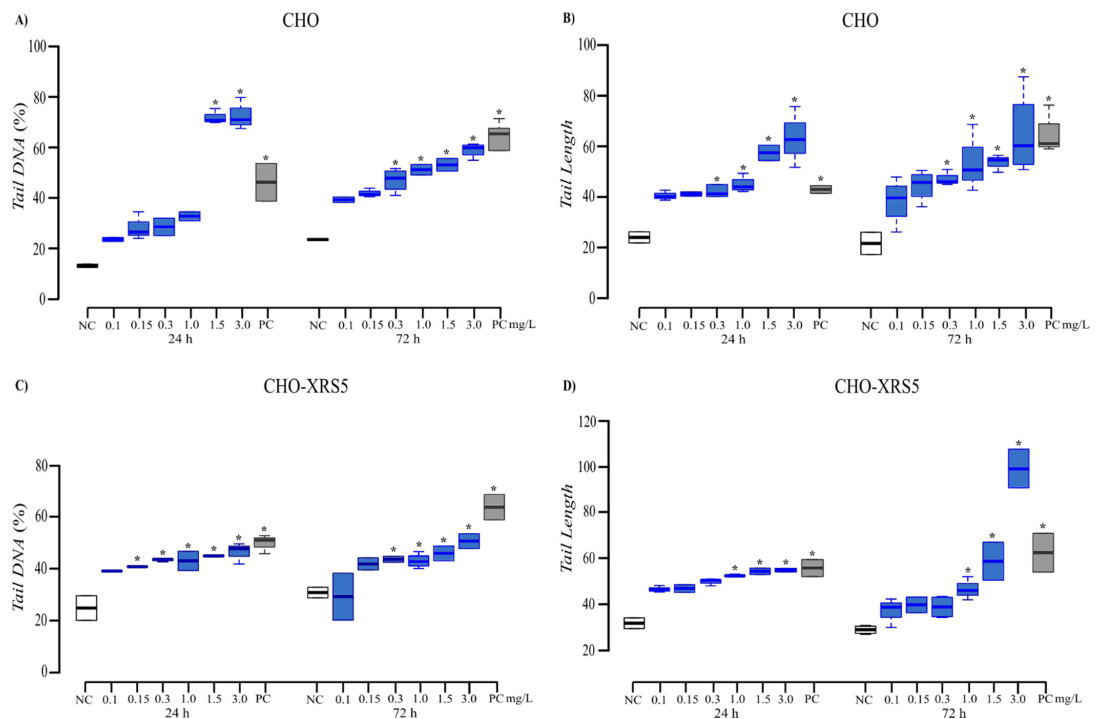 A)
CHO
Tail DNA (%)
100
80
60
40
20
0
* * * * * * * *
NC 0.1 0.15 0.3 1.0 1.5 3.0 PC NC 0.1 0.15 0.3 1.0 1.5 3.0 PC mg/L
24 h 72 h
B)
CHO
Tail Length
100
80
60
40
20
0
* * * * * * * * * *
NC 0.1 0.15 0.3 1.0 1.5 3.0 PC NC 0.1 0.15 0.3 1.0 1.5 3.0 PC mg/L
24 h 72 h
C)
CHO-XRS5
Tail DNA (%)
80
60
40
20
0
* * * * * * * * * * *
NC 0.1 0.15 0.3 1.0 1.5 3.0 PC NC 0.1 0.15 0.3 1.0 1.5 3.0 PC mg/L
24 h 72 h
D)
CHO-XRS5
Tail Length
120
100
80
60
40
20
* * * * * * * *
NC 0.1 0.15 0.3 1.0 1.5 3.0 PC NC 0.1 0.15 0.3 1.0 1.5 3.0 PC mg/L
24 h 72 h